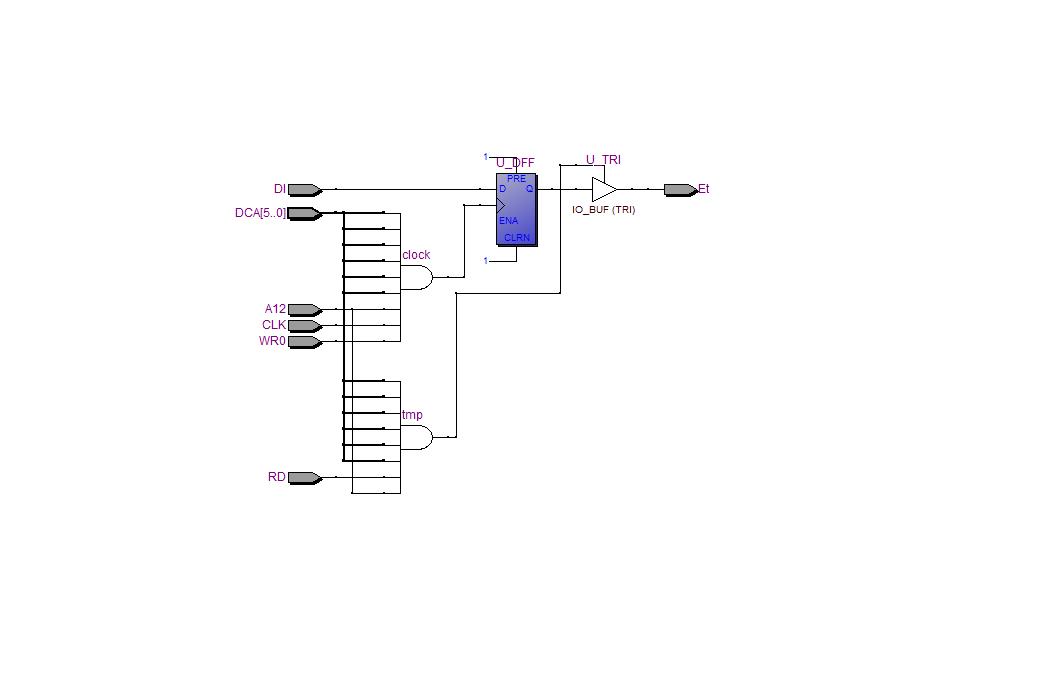 1
U_DFF
U_TRI
PRE
DI
D
Q
Et
IO_BUF (TRI)
DCA[5..0]
ENA
CLRN
clock
1
A12
CLK
WR0
tmp
RD